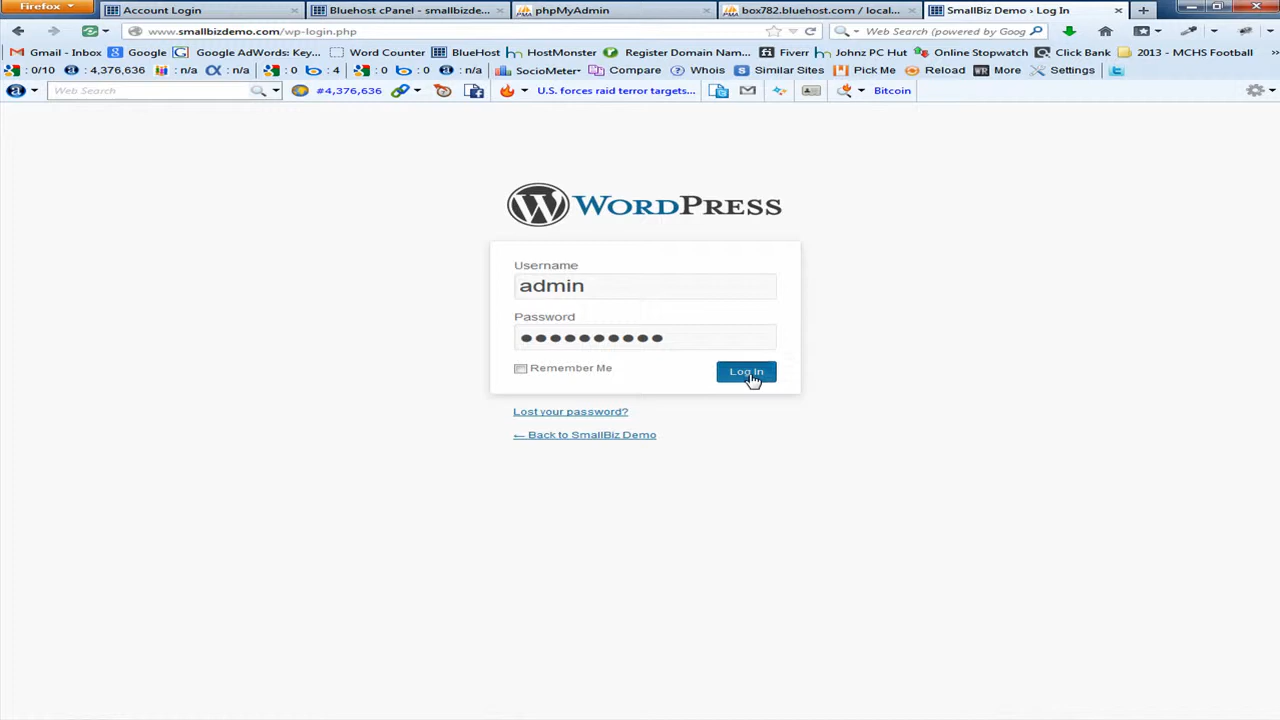 Firefox
Account Login
Bluehost cPanel - smallbizde...
phpMyAdmin
box782.bluehost.com / local...
SmallBiz Demo › Log In
www.smallbizdemo.com/wp-login.php
Web Search (powered by Goog
Gmail - Inbox
Google
Google AdWords: Key...
Word Counter
BlueHost
HostMonster
Register Domain Nam...
Fiverr
Johnz PC Hut
Online Stopwatch
Click Bank
2013 - MCHS Football
: 0/10
: 4,376,636
: n/a
: n/a
: 0
: 4
: 0
: 0
: n/a
SocioMeter
Compare
Whois
Similar Sites
Pick Me
Reload
More
Settings
Web Search
#4,376,636
U.S. forces raid terror targets...
Bitcoin
WORDPRESS
Username
admin
Password
Remember Me
Log In
Lost your password?
← Back to SmallBiz Demo